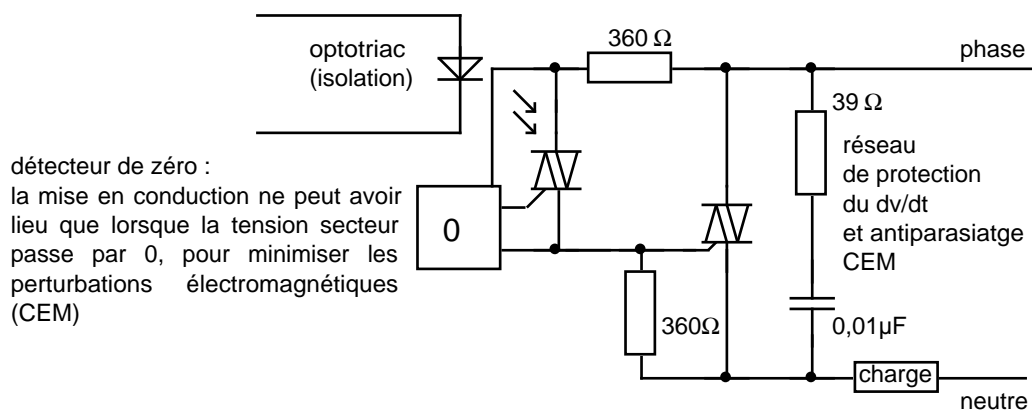 360 Ω
phase
optotriac
(isolation)
39 Ω
réseau
de protection
du dv/dt
et antiparasiatge
CEM
détecteur de zéro :
la mise en conduction ne peut avoir
lieu que lorsque la tension secteur
passe par 0, pour minimiser les
perturbations électromagnétiques
(CEM)
0
360Ω
0,01µF
charge
neutre